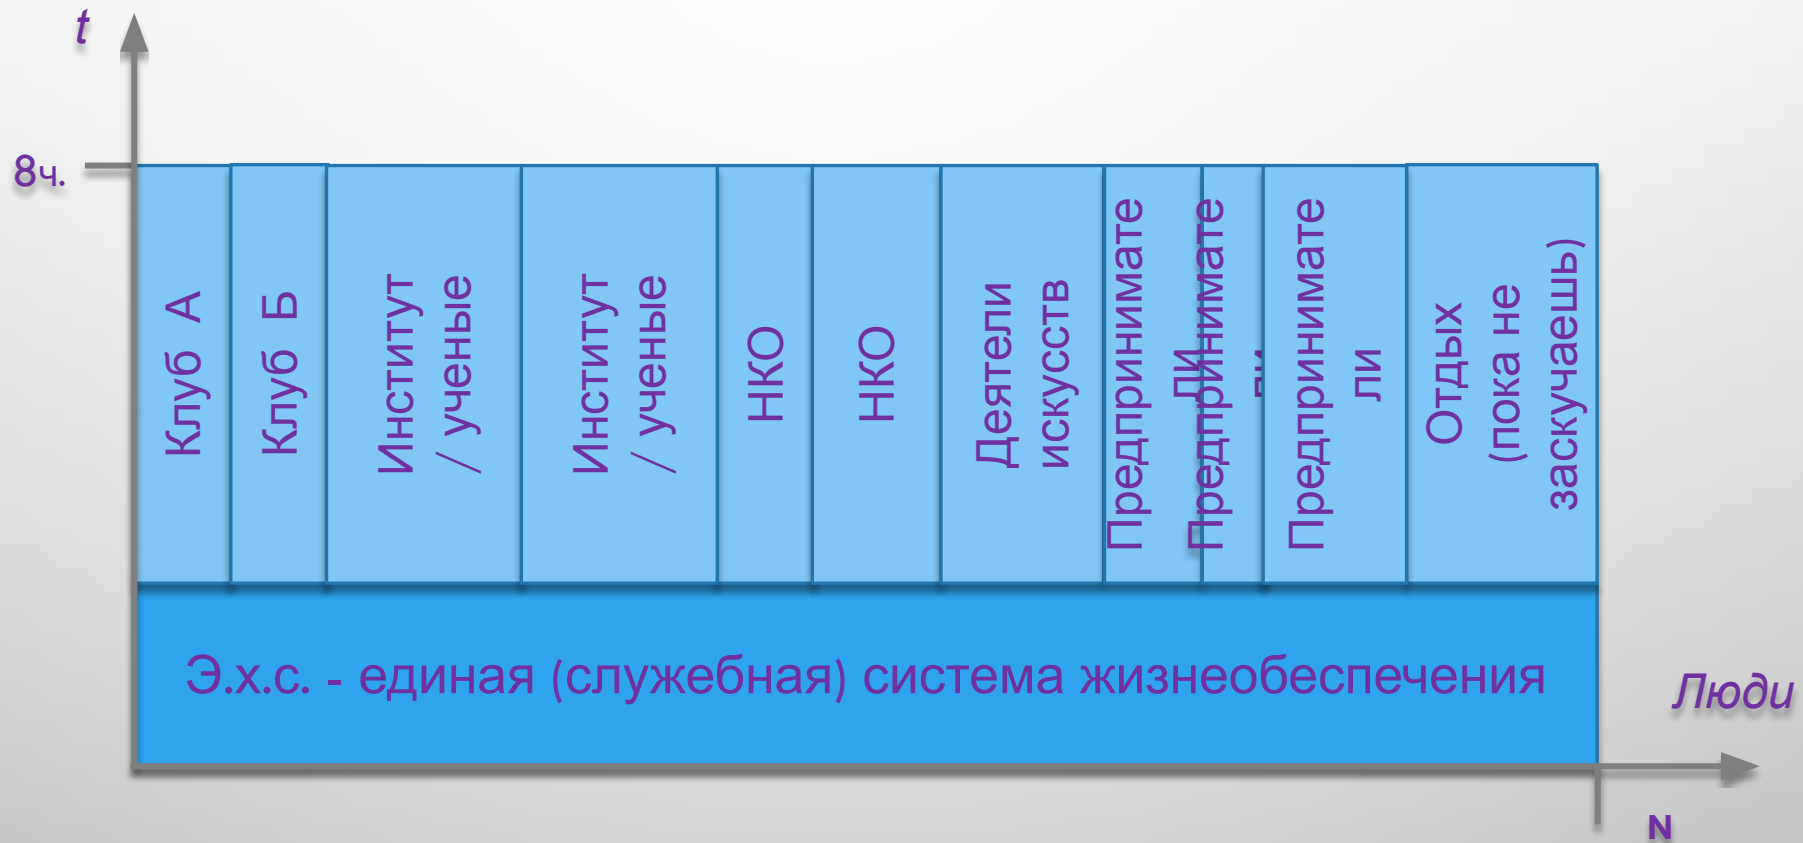 t
8ч.
Клуб А
Клуб Б
Институт
/ ученые
Институт
/ ученые
НКО
НКО
Деятели
искусств
Предпринимате
ли
Предпринимате
ли
Предпринимате
ли
Отдых
(пока не
заскучаешь)
Э.х.с. - единая (служебная) система жизнеобеспечения
Люди
N